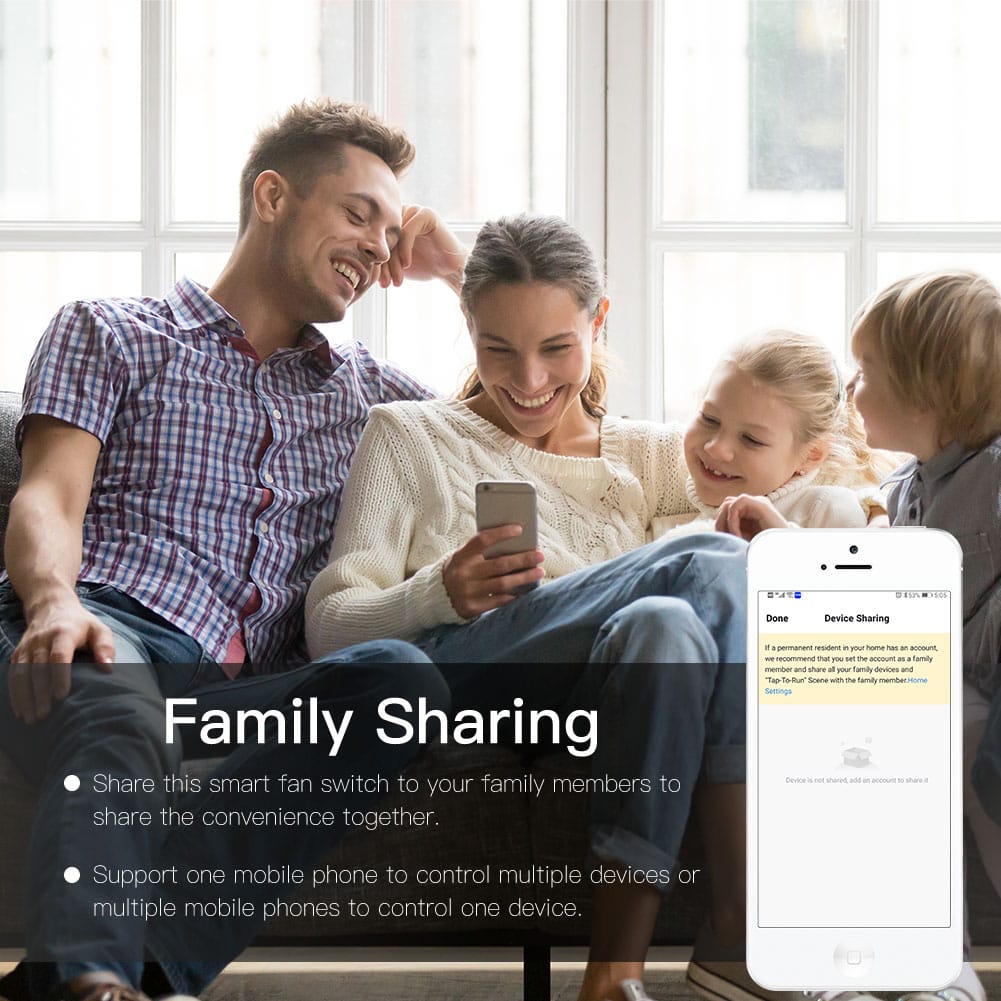 53% 5:05
Done Device Sharing
If a permanent resident in your home has an account,
we recommend that you set the account as a family
member and share all your family devices and
"Tap-To-Run" Scene with the family member.Home
Settings
Device is not shared, add an account to share it
Family Sharing
Share this smart fan switch to your family members to
share the convenience together.
Support one mobile phone to control multiple devices or
multiple mobile phones to control one device.